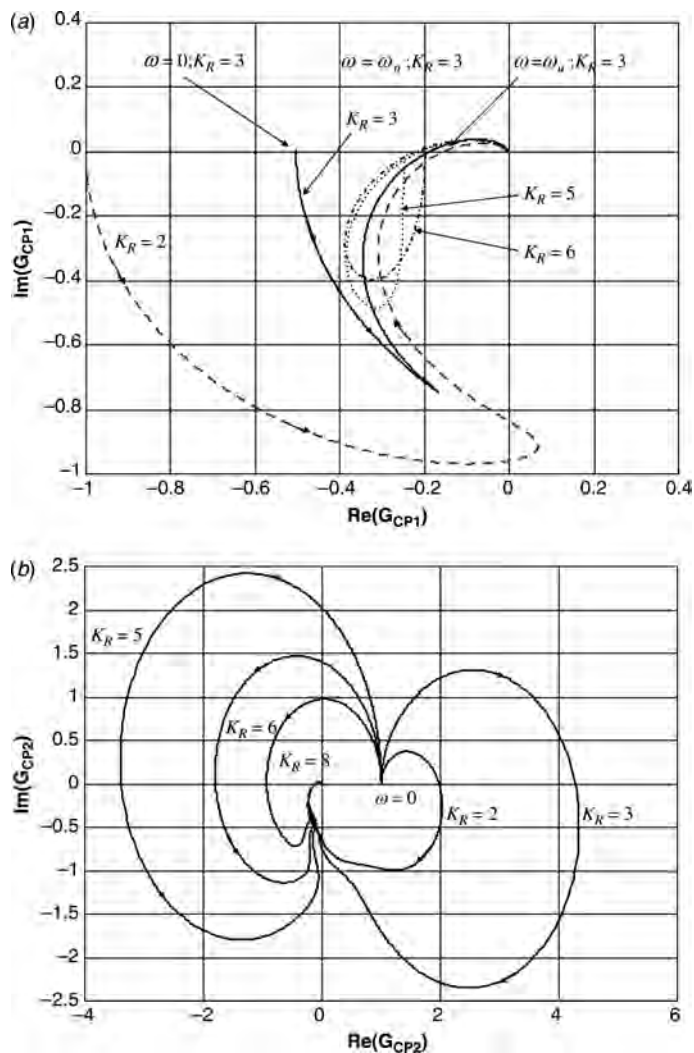 (a)
0.4
0.2
0
−0.2
−0.4
−0.6
−0.8
−1
ω=0;K_R=3
ω=ω_n;K_R=3
ω=ω_u;K_R=3
K_R=3
K_R=2
K_R=5
K_R=6
Im(G_CP1)
−1 −0.8 −0.6 −0.4 −0.2 0 0.2 0.4
Re(G_CP1)
(b)
2.5
2
1.5
1
0.5
0
−0.5
−1
−1.5
−2
−2.5
K_R=5
K_R=6
K_R=8
ω=0
K_R=2
K_R=3
Im(G_CP2)
−4 −2 0 2 4 6
Re(G_CP2)